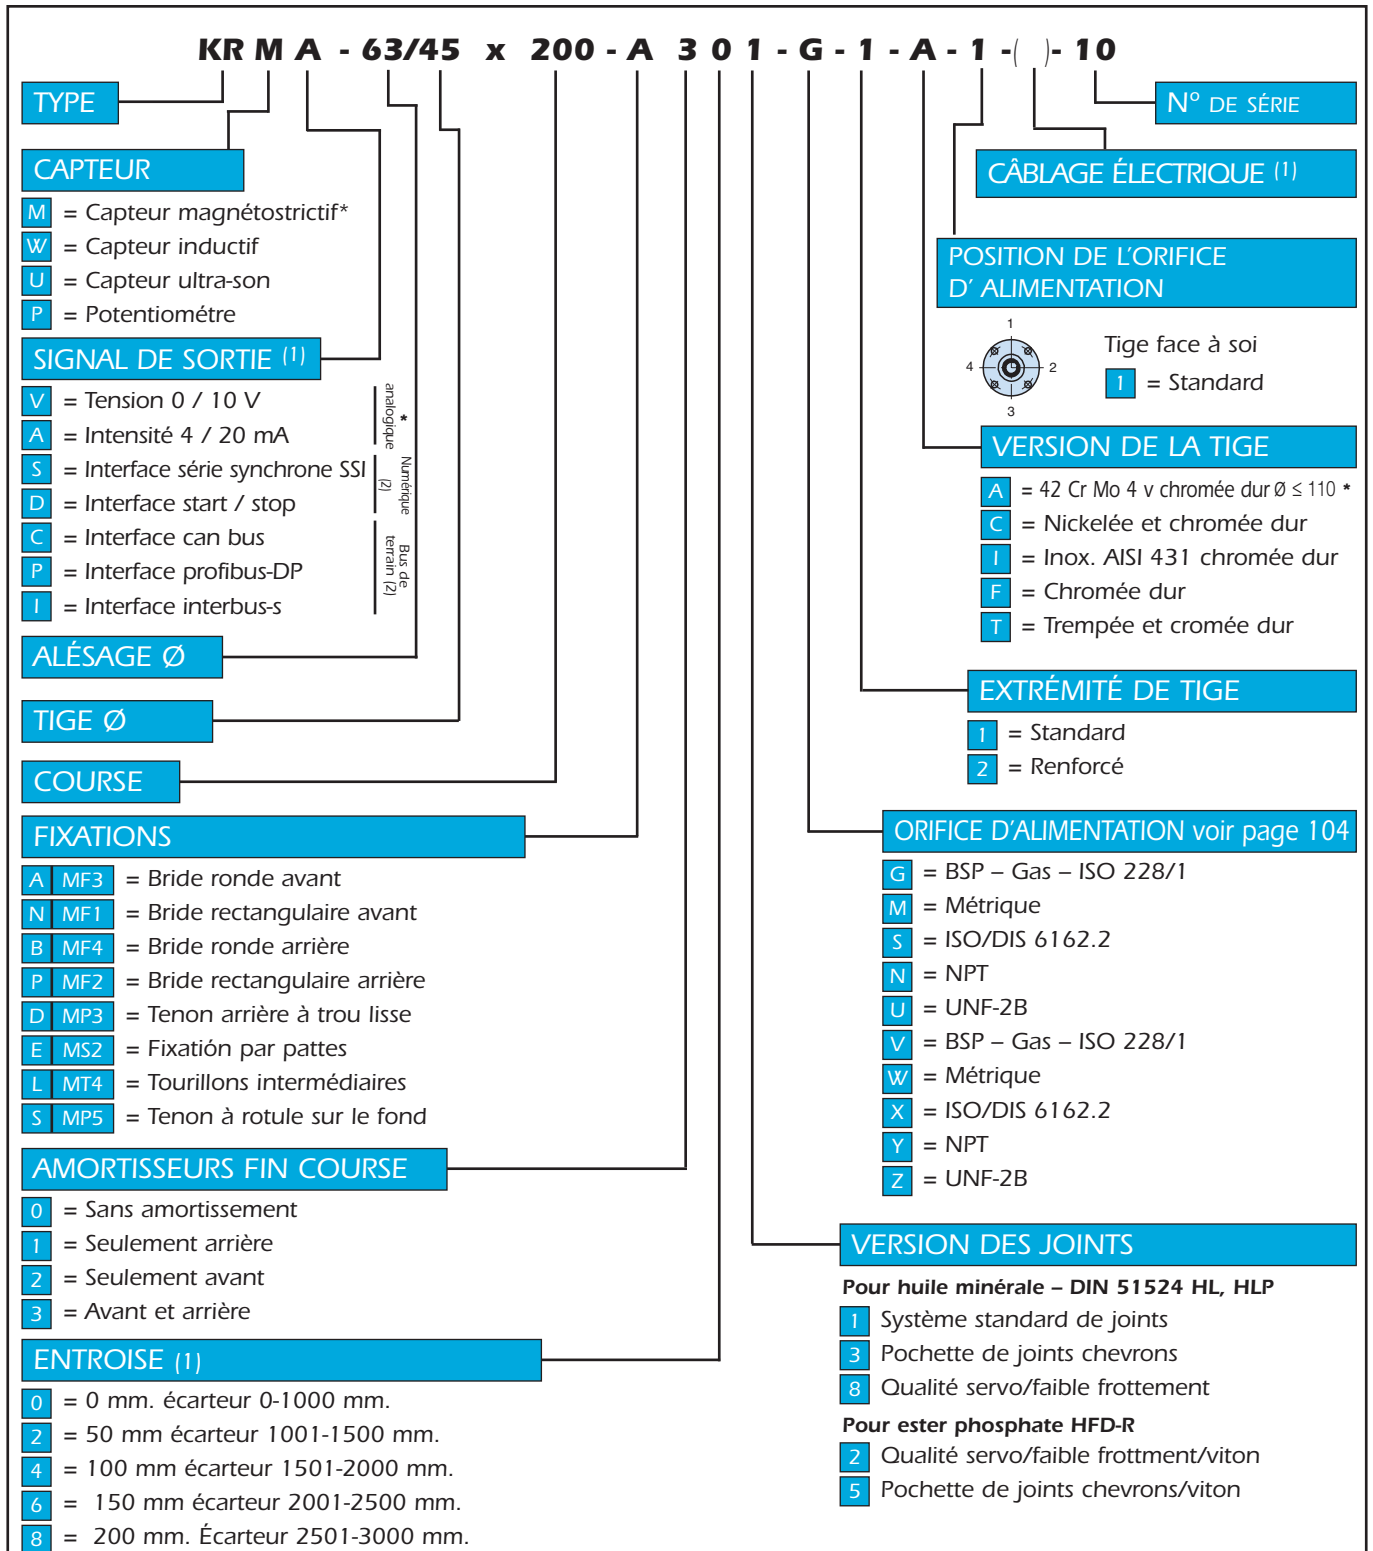 KR M A - 63/45 x 200 - A 3 0 1 - G - 1 - A - 1 -( )- 10
TYPE
CAPTEUR
M = Capteur magnétostrictif*
W = Capteur inductif
U = Capteur ultra-son
P = Potentiométre
SIGNAL DE SORTIE (1)
V = Tension 0 / 10 V
A = Intensité 4 / 20 mA
S = Interface série synchrone SSI
D = Interface start / stop
C = Interface can bus
P = Interface profibus-DP
I = Interface interbus-s
*
analogique
Numérique
(2)
Bus de
terrain (2)
ALÉSAGE Ø
TIGE Ø
COURSE
FIXATIONS
A MF3 = Bride ronde avant
N MF1 = Bride rectangulaire avant
B MF4 = Bride ronde arrière
P MF2 = Bride rectangulaire arrière
D MP3 = Tenon arrière à trou lisse
E MS2 = Fixatión par pattes
L MT4 = Tourillons intermédiaires
S MP5 = Tenon à rotule sur le fond
AMORTISSEURS FIN COURSE
0 = Sans amortissement
1 = Seulement arrière
2 = Seulement avant
3 = Avant et arrière
ENTROISE (1)
0 = 0 mm. écarteur 0-1000 mm.
2 = 50 mm écarteur 1001-1500 mm.
4 = 100 mm écarteur 1501-2000 mm.
6 = 150 mm écarteur 2001-2500 mm.
8 = 200 mm. Écarteur 2501-3000 mm.
N° DE SÉRIE
CÂBLAGE ÉLECTRIQUE (1)
POSITION DE L'ORIFICE
D' ALIMENTATION
1
4
2
3
Tige face à soi
1 = Standard
VERSION DE LA TIGE
A = 42 Cr Mo 4 v chromée dur Ø ≤ 110 *
C = Nickelée et chromée dur
I = Inox. AISI 431 chromée dur
F = Chromée dur
T = Trempée et cromée dur
EXTRÉMITÉ DE TIGE
1 = Standard
2 = Renforcé
ORIFICE D'ALIMENTATION voir page 104
G = BSP – Gas – ISO 228/1
M = Métrique
S = ISO/DIS 6162.2
N = NPT
U = UNF-2B
V = BSP – Gas – ISO 228/1
W = Métrique
X = ISO/DIS 6162.2
Y = NPT
Z = UNF-2B
VERSION DES JOINTS
Pour huile minérale – DIN 51524 HL, HLP
1 Système standard de joints
3 Pochette de joints chevrons
8 Qualité servo/faible frottement
Pour ester phosphate HFD-R
2 Qualité servo/faible frottment/viton
5 Pochette de joints chevrons/viton